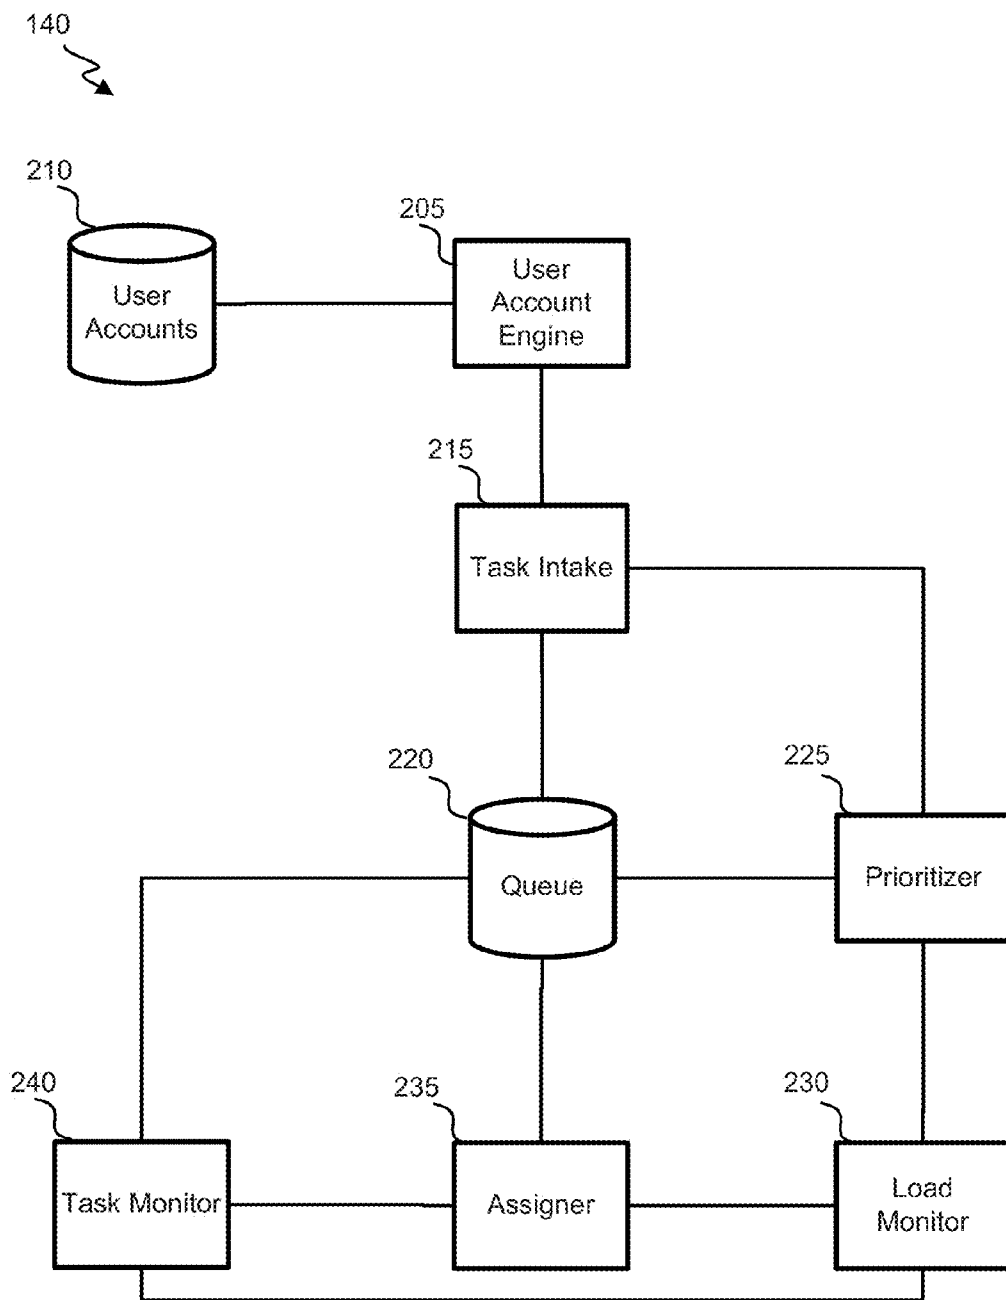 140
210
205
User
Accounts
User
Account
Engine
215
Task Intake
220
225
Queue
Prioritizer
240
235
230
Task Monitor
Assigner
Load
Monitor